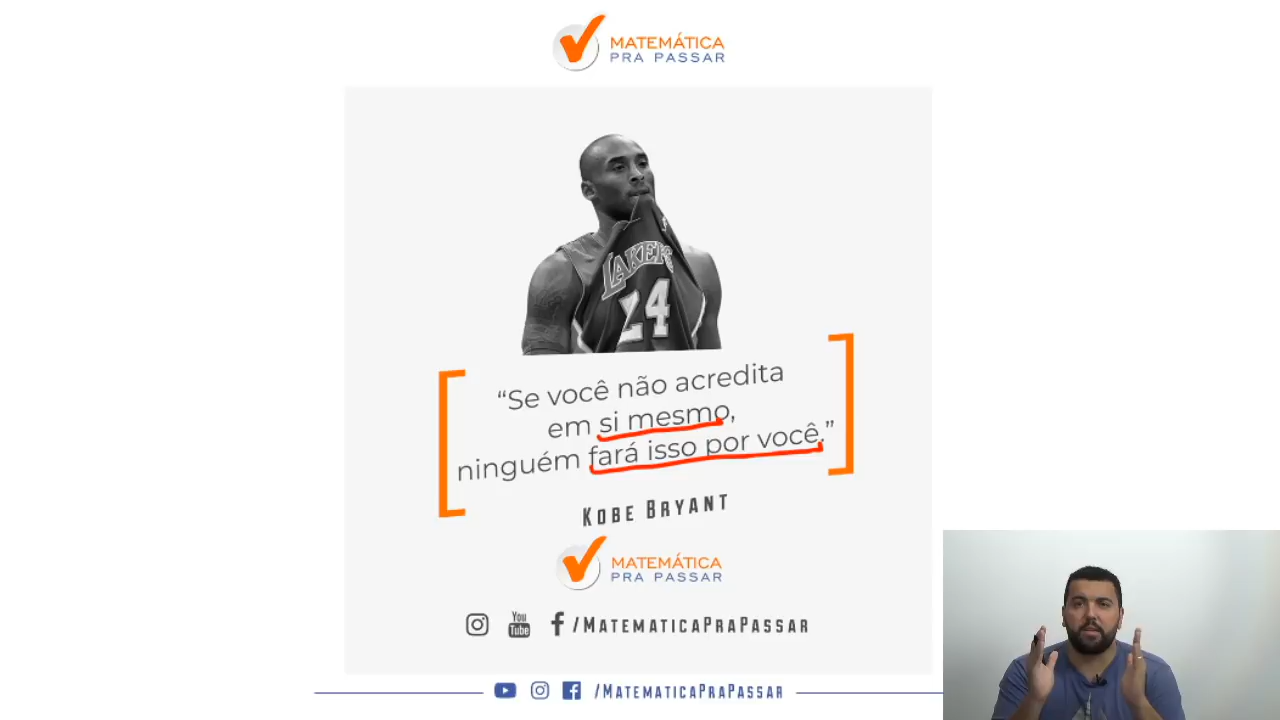 MATEMÁTICA
PRA PASSAR
LAKERS
24
“Se você não acredita
em si mesmo,
ninguém fará isso por você.”
KOBE BRYANT
MATEMÁTICA
PRA PASSAR
You
Tube
/MATEMATICAPRAPASSAR
/MATEMATICAPRAPASSAR